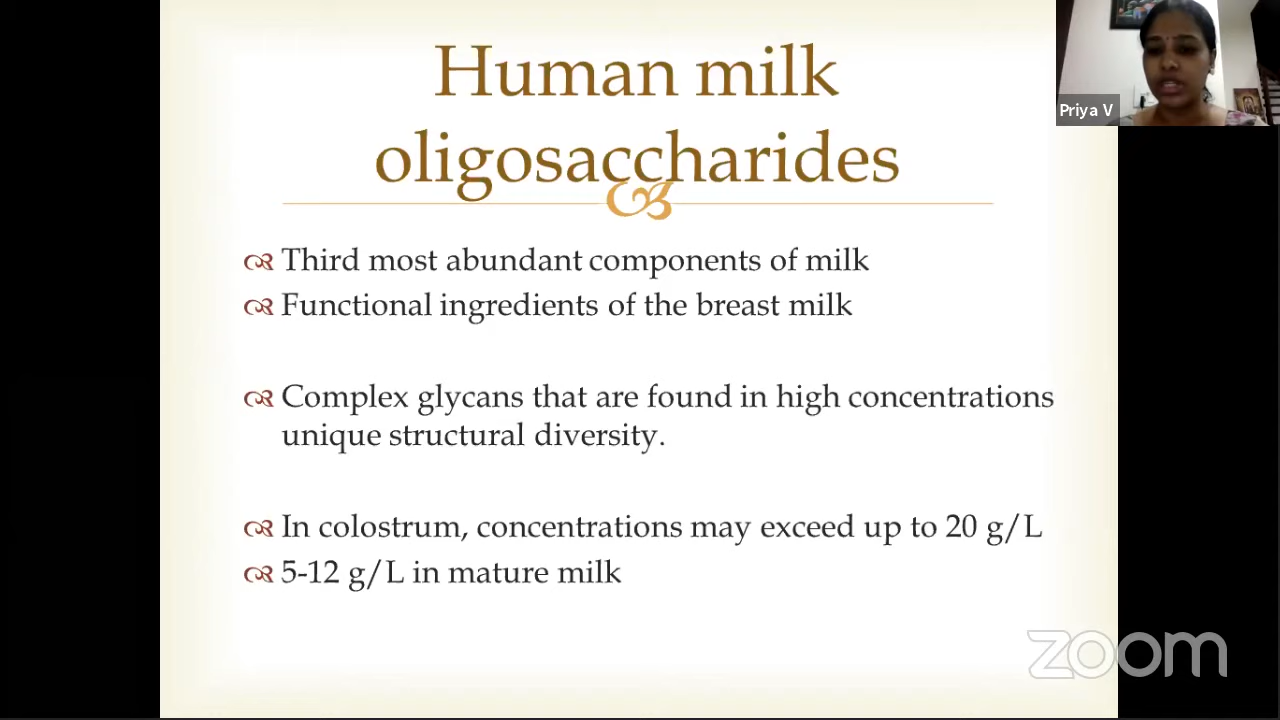 Human milk
oligosaccharides
Third most abundant components of milk
Functional ingredients of the breast milk
Complex glycans that are found in high concentrations
unique structural diversity.
In colostrum, concentrations may exceed up to 20 g/L
5-12 g/L in mature milk
Priya V
zoom